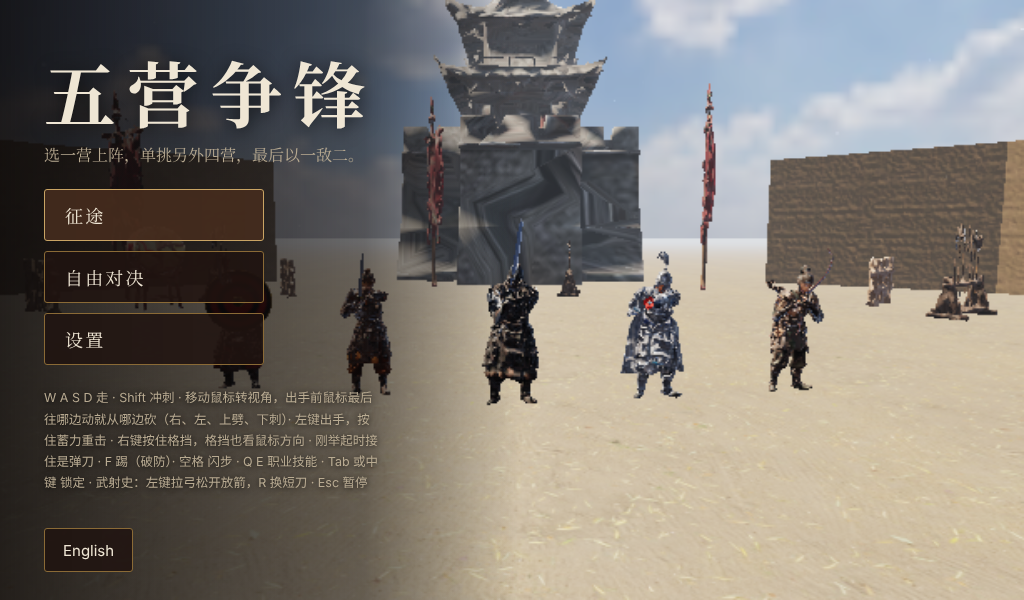 五营争锋
选一营上阵，单挑另外四营，最后以一敌二。
征途
自由对决
设置
W A S D 走 · Shift 冲刺 · 移动鼠标转视角，出手前鼠标最后
往哪边动就从哪边砍（右、左、上劈、下刺）· 左键出手，按
住蓄力重击 · 右键按住格挡，格挡也看鼠标方向 · 刚举起时接
住是弹刀 · F 踢（破防）· 空格 闪步 · Q E 职业技能 · Tab 或中
键 锁定 · 武射史：左键拉弓松开放箭，R 换短刀 · Esc 暂停
English